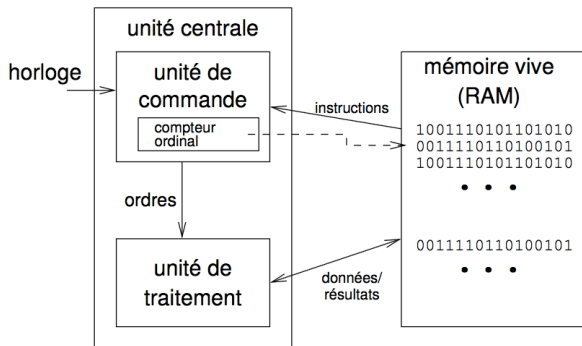 unité centrale
horloge
unité de
commande
compteur
ordinal
ordres
unité de
traitement
instructions
données/
résultats
mémoire vive
(RAM)
1001110101101010
0011110110100101
1001110101101010
• • •
0011110110100101
• • •